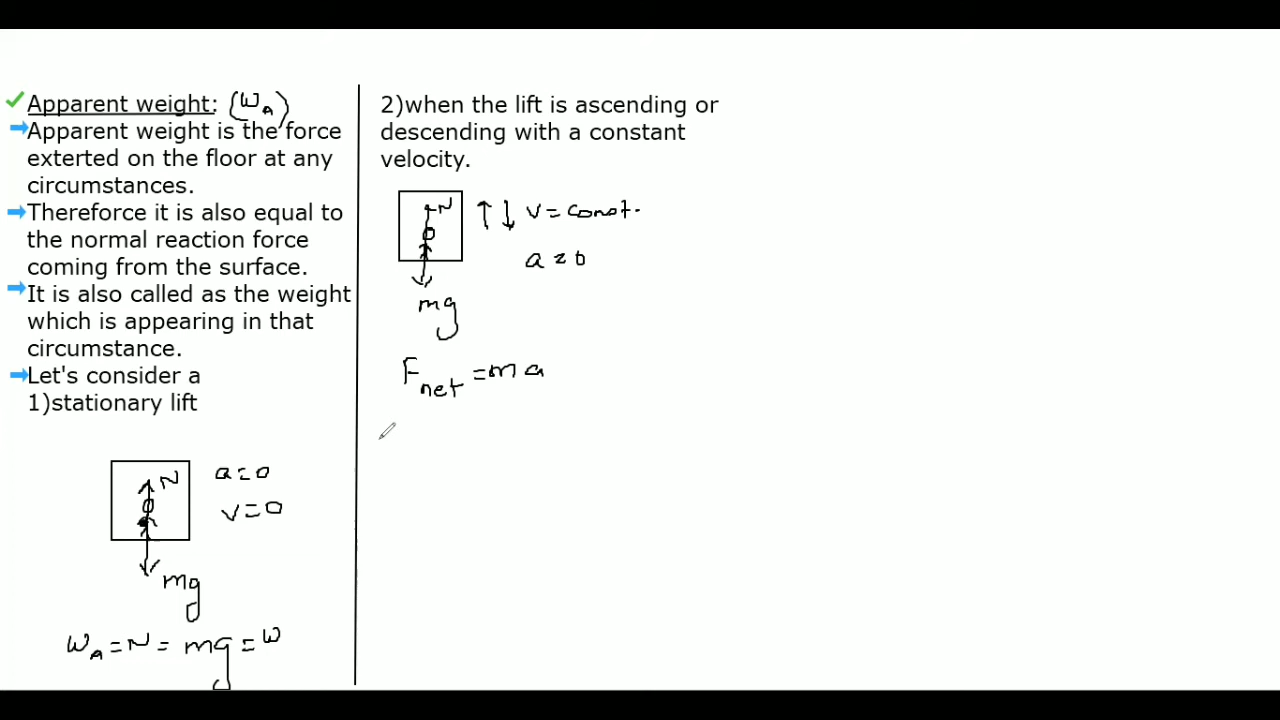 Apparent weight: (W_A)
Apparent weight is the force
exterted on the floor at any
circumstances.
Thereforce it is also equal to
the normal reaction force
coming from the surface.
It is also called as the weight
which is appearing in that
circumstance.
Let's consider a
1)stationary lift
N a=0
v=0
mg
W_A=N=mg=W
2)when the lift is ascending or
descending with a constant
velocity.
N ↑↓ v=const.
a=0
mg
F_net=ma